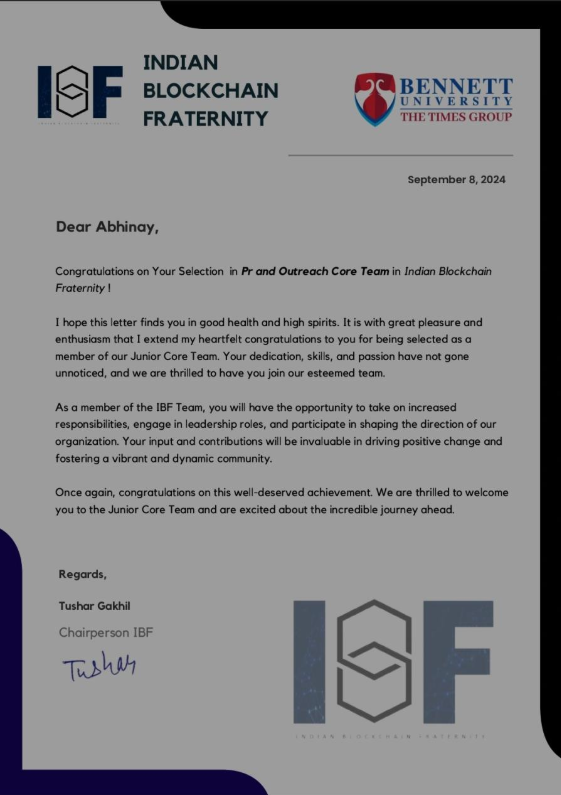 IBF
INDIAN
BLOCKCHAIN
FRATERNITY
BENNETT
UNIVERSITY
THE TIMES GROUP
September 8, 2024
Dear Abhinay,
Congratulations on Your Selection in Pr and Outreach Core Team in Indian Blockchain
Fraternity !
I hope this letter finds you in good health and high spirits. It is with great pleasure and
enthusiasm that I extend my heartfelt congratulations to you for being selected as a
member of our Junior Core Team. Your dedication, skills, and passion have not gone
unnoticed, and we are thrilled to have you join our esteemed team.
As a member of the IBF Team, you will have the opportunity to take on increased
responsibilities, engage in leadership roles, and participate in shaping the direction of our
organization. Your input and contributions will be invaluable in driving positive change and
fostering a vibrant and dynamic community.
Once again, congratulations on this well-deserved achievement. We are thrilled to welcome
you to the Junior Core Team and are excited about the incredible journey ahead.
Regards,
Tushar Gakhil
Chairperson IBF
Tushar
IBF
INDIAN BLOCKCHAIN FRATERNITY